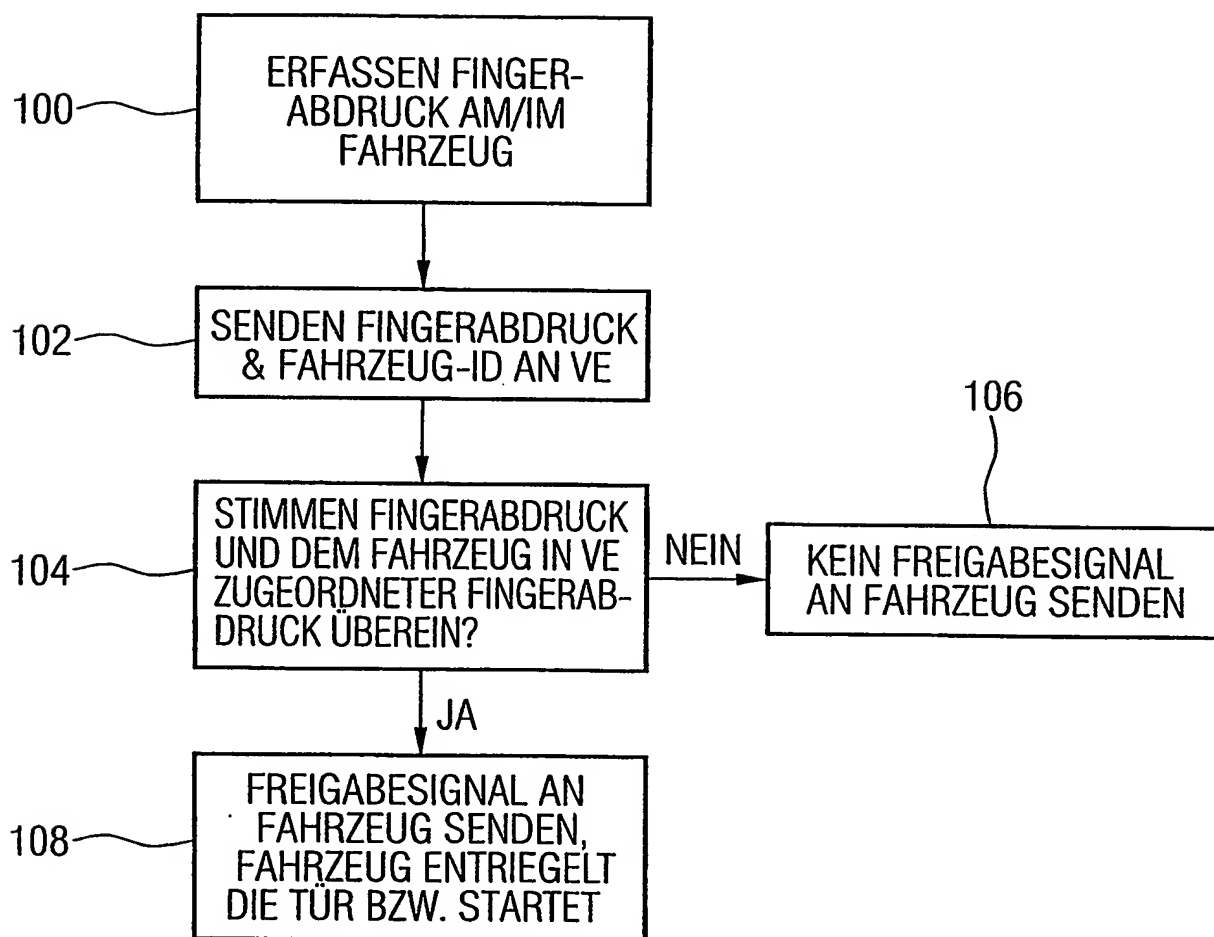 100
ERFASSEN FINGER-
ABDRUCK AM/IM
FAHRZEUG
102
SENDEN FINGERABDRUCK
& FAHRZEUG-ID AN VE
104
STIMMEN FINGERABDRUCK
UND DEM FAHRZEUG IN VE
ZUGEORDNETER FINGERAB-
DRUCK ÜBEREIN?
NEIN
106
KEIN FREIGABESIGNAL
AN FAHRZEUG SENDEN
JA
108
FREIGABESIGNAL AN
FAHRZEUG SENDEN,
FAHRZEUG ENTRIEGELT
DIE TÜR BZW. STARTET